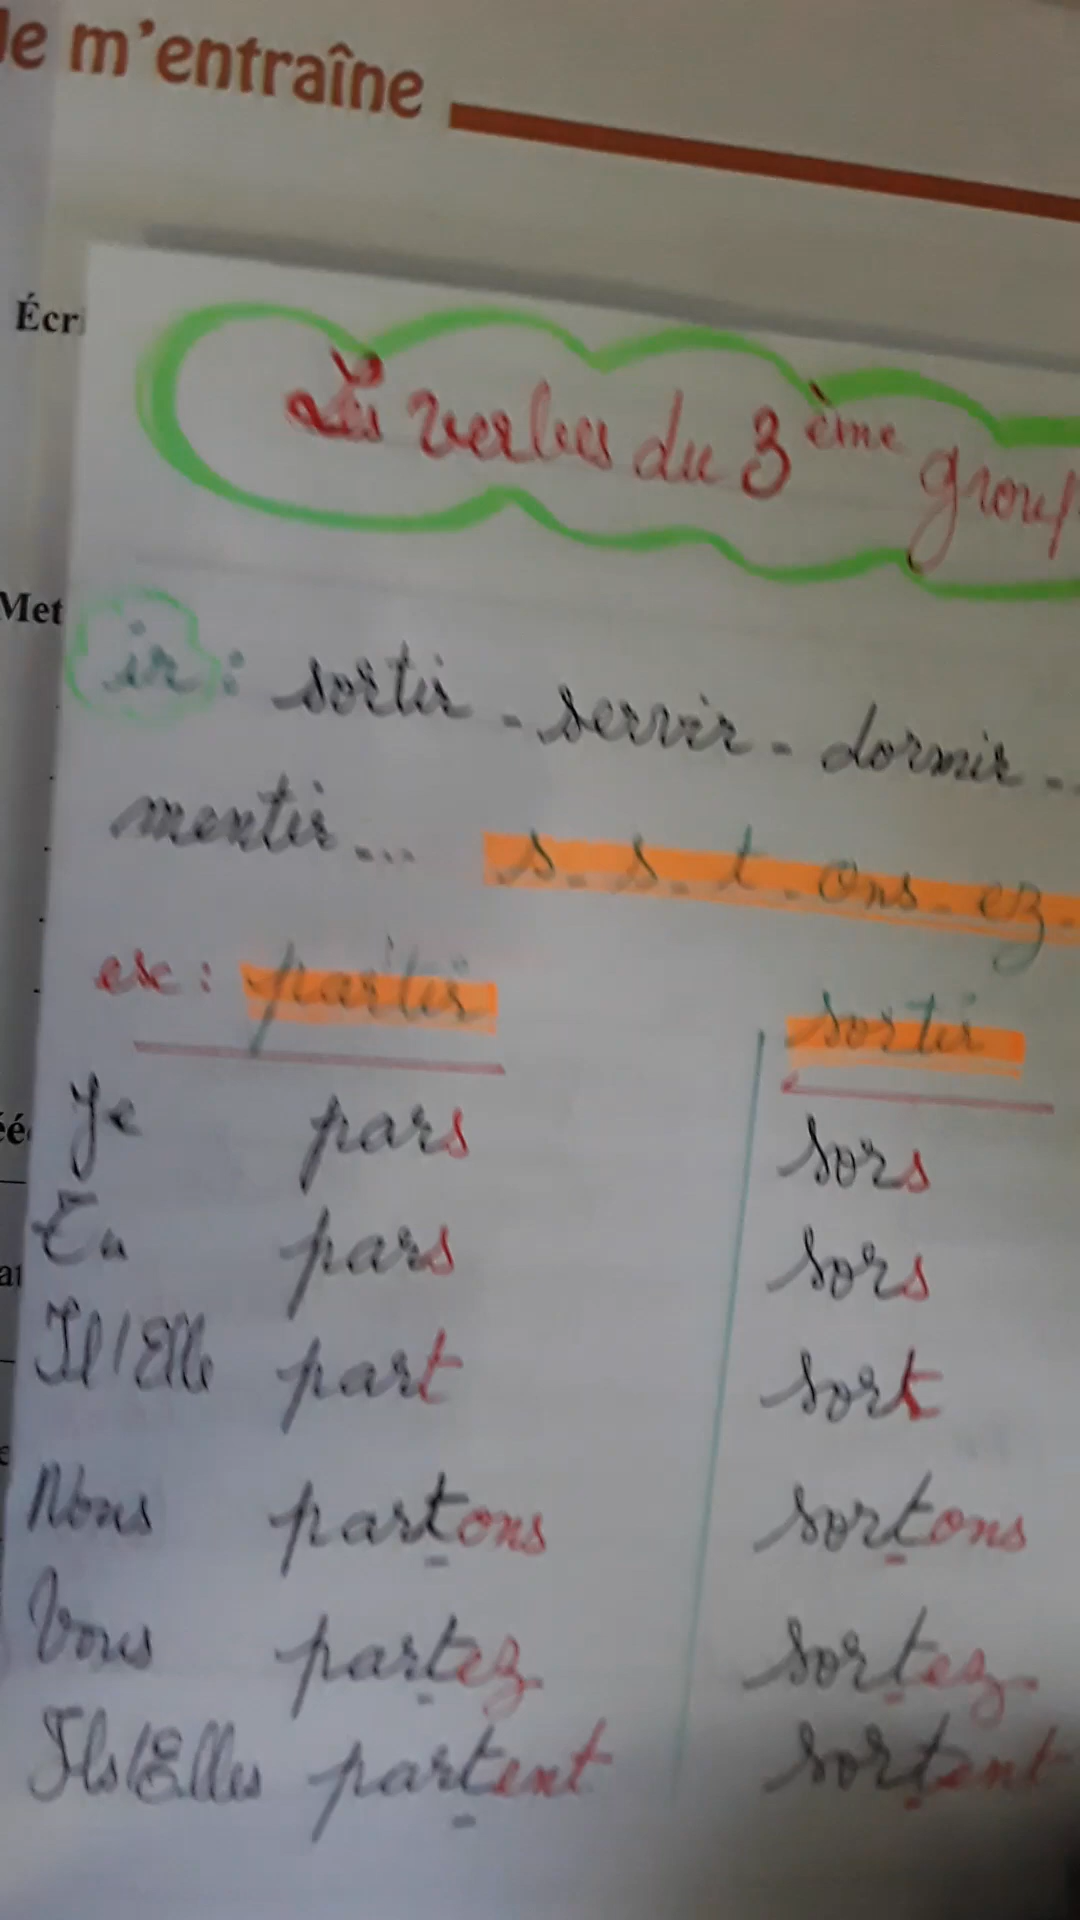 Je m'entraîne
Écri
Les verbes du 3ème group
Met
ir : sortir - servir - dormir ..
mentir... s - s - t - ons - ez -
ex : partir sortir
Je pars sors
Tu pars sors
Il/Elle part sort
Nous partons sortons
Vous partez sortez
Ils/Elles partent sortent